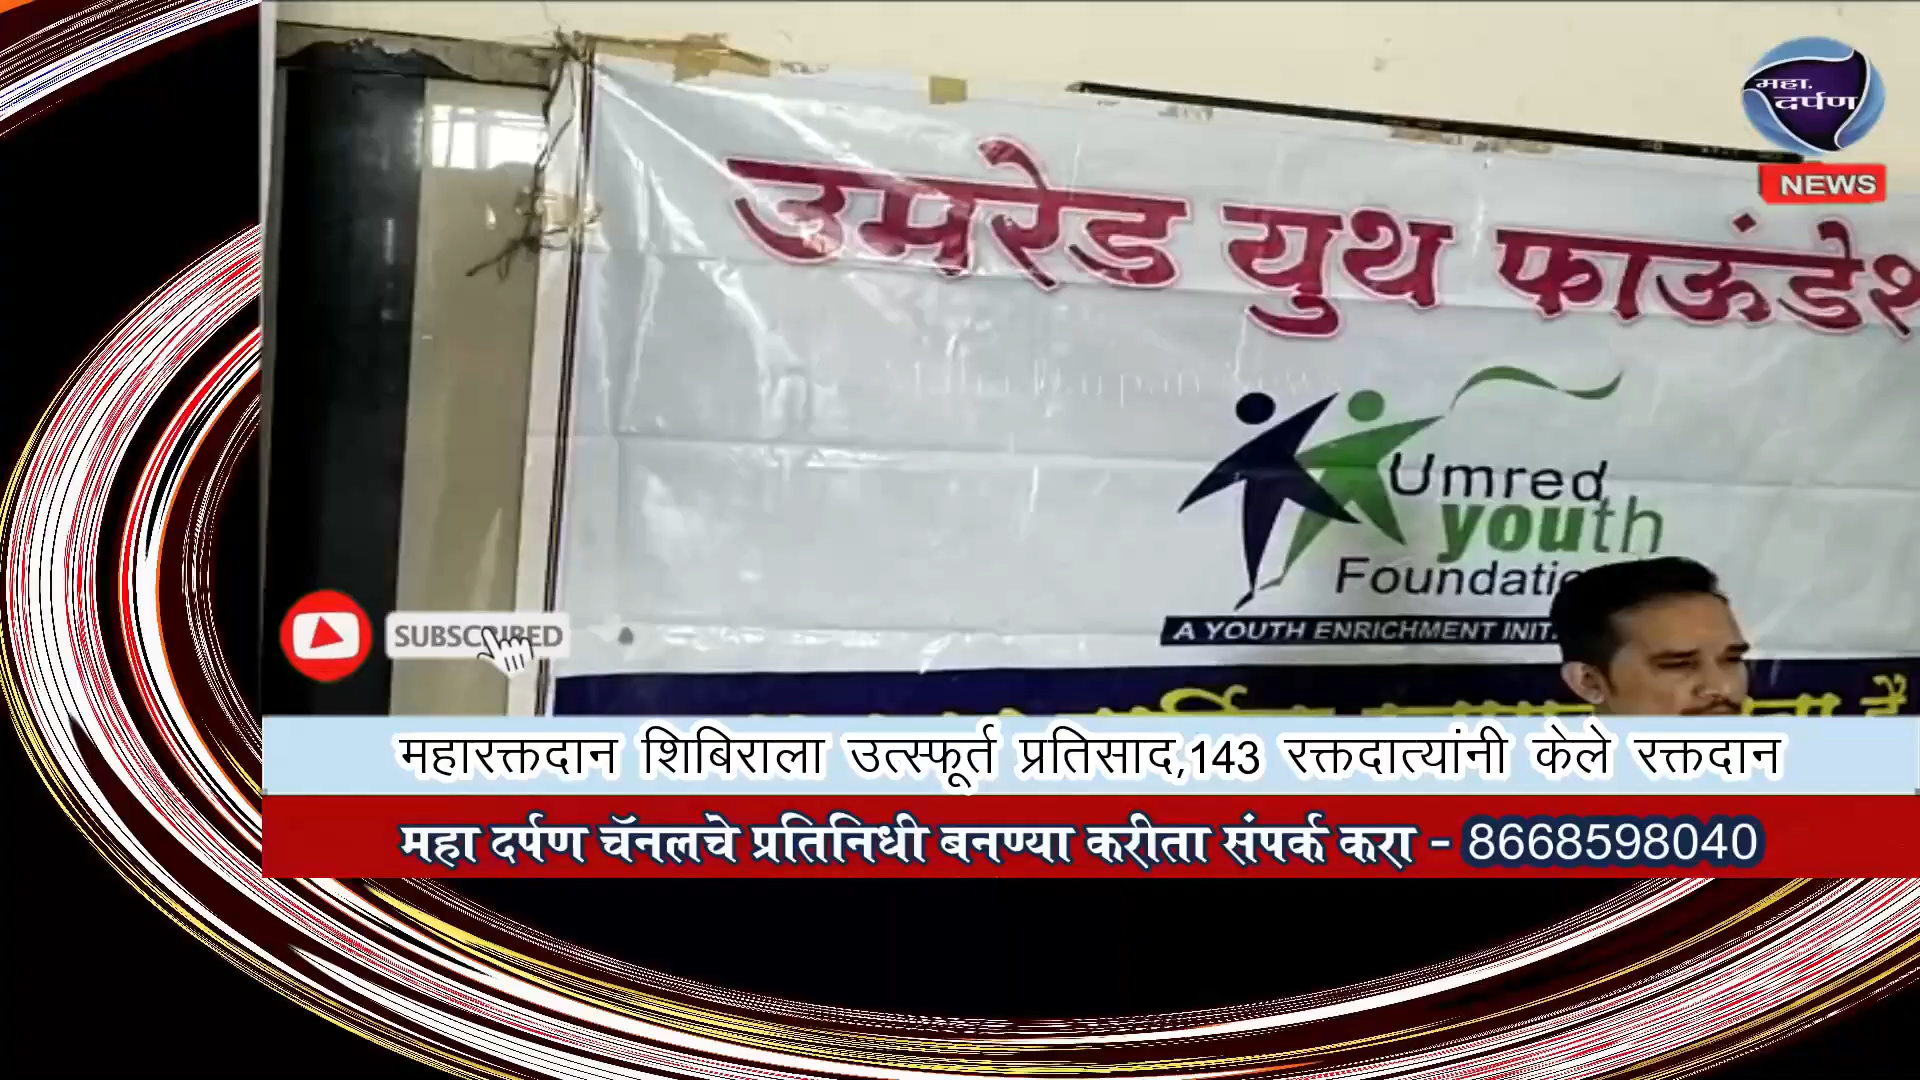 महा.
दर्पण
NEWS
उमरेड युथ फाऊंडेश
Umred
youth
Foundatio
A YOUTH ENRICHMENT INIT
SUBSCRIBED
महारक्तदान शिबिराला उत्स्फूर्त प्रतिसाद,143 रक्तदात्यांनी केले रक्तदान
महा दर्पण चॅनलचे प्रतिनिधी बनण्या करीता संपर्क करा - 8668598040